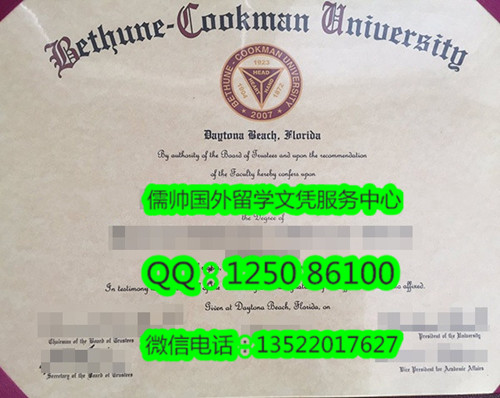 Bethune-Cookman University
BETHUNE - COOKMAN UNIVERSITY
1923
HEAD
HEART
HAND
1904
1872
2007
Daytona Beach, Florida
By authority of the Board of Trustees and upon the recommendation
of the Faculty hereby confers upon
儒帅国外留学文凭服务中心
the Degree of
QQ：1250 86100
In testimony
affixed.
Given at Daytona Beach, Florida, on
微信电话：13522017627
Chairman of the Board of Trustees
President of the University
Secretary of the Board of Trustees
Vice President for Academic Affairs